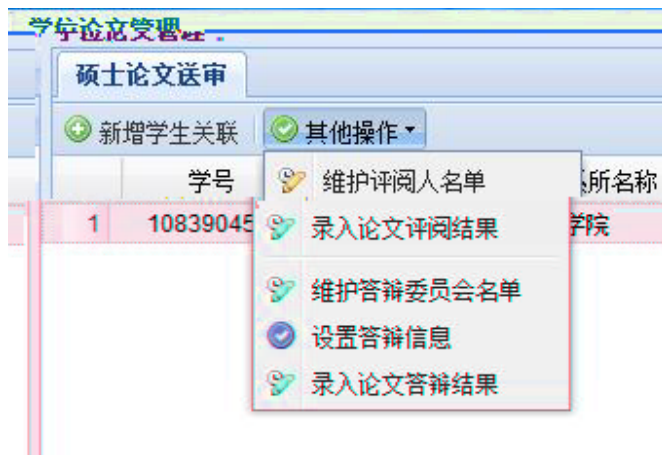 学位论文管理
硕士论文送审
新增学生关联 其他操作
学号 所名称
1 10839045 学院
维护评阅人名单
录入论文评阅结果
维护答辩委员会名单
设置答辩信息
录入论文答辩结果